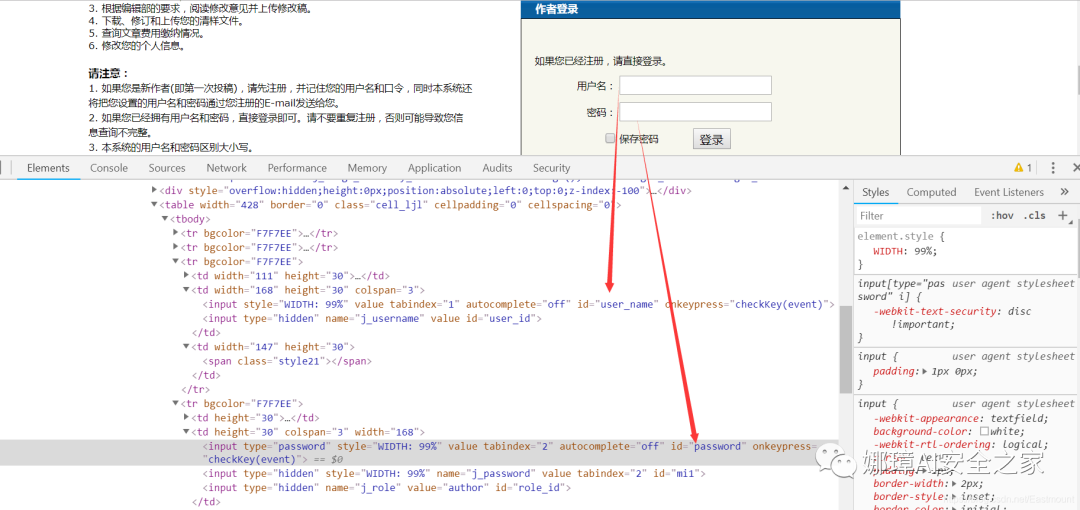 3. 根据编辑部的要求，阅读修改意见并上传修改稿。
4. 下载、修订和上传您的清样文件。
5. 查询文章费用缴纳情况。
6. 修改您的个人信息。
请注意：
1. 如果您是新作者(即第一次投稿)，请先注册，并记住您的用户名和口令，同时本系统还
将把您设置的用户名和密码通过您注册的E-mail发送给您。
2. 如果您已经拥有用户名和密码，直接登录即可。请不要重复注册，否则可能导致您信
息查询不完整。
3. 本系统的用户名和密码区别大小写。
作者登录
如果您已经注册，请直接登录。
用户名：
密码：
保存密码 登录
Elements Console Sources Network Performance Memory Application Audits Security 1
<div style="overflow:hidden;height:0px;position:absolute;left:0;top:0;z-index:-100">…</div>
<table width="428" border="0" class="cell_ljl" cellpadding="0" cellspacing="0">
<tbody>
<tr bgcolor="F7F7EE">…</tr>
<tr bgcolor="F7F7EE">…</tr>
<tr bgcolor="F7F7EE">
<td width="111" height="30">…</td>
<td width="168" height="30" colspan="3">
<input style="WIDTH: 99%" value tabindex="1" autocomplete="off" id="user_name" onkeypress="checkKey(event)">
<input type="hidden" name="j_username" value id="user_id">
</td>
<td width="147" height="30">
<span class="style21"></span>
</td>
</tr>
<tr bgcolor="F7F7EE">
<td height="30">…</td>
<td height="30" colspan="3" width="168">
<input type="password" style="WIDTH: 99%" value tabindex="2" autocomplete="off" id="password" onkeypress=
"checkKey(event)"> == $0
<input type="hidden" style="WIDTH: 99%" name="j_password" value tabindex="2" id="mi1">
<input type="hidden" name="j_role" value="author" id="role_id">
</td>
Styles Computed Event Listeners »
Filter :hov .cls +
element.style {
WIDTH: 99%;
}
input[type="pas user agent stylesheet
sword" i] {
-webkit-text-security: disc
!important;
}
input { user agent stylesheet
padding: 1px 0px;
}
input { user agent stylesheet
-webkit-appearance: textfield;
background-color: white;
-webkit-rtl-ordering: logical;
border-width: 2px;
border-style: inset;
border-color: initial;
娜璋AI安全之家